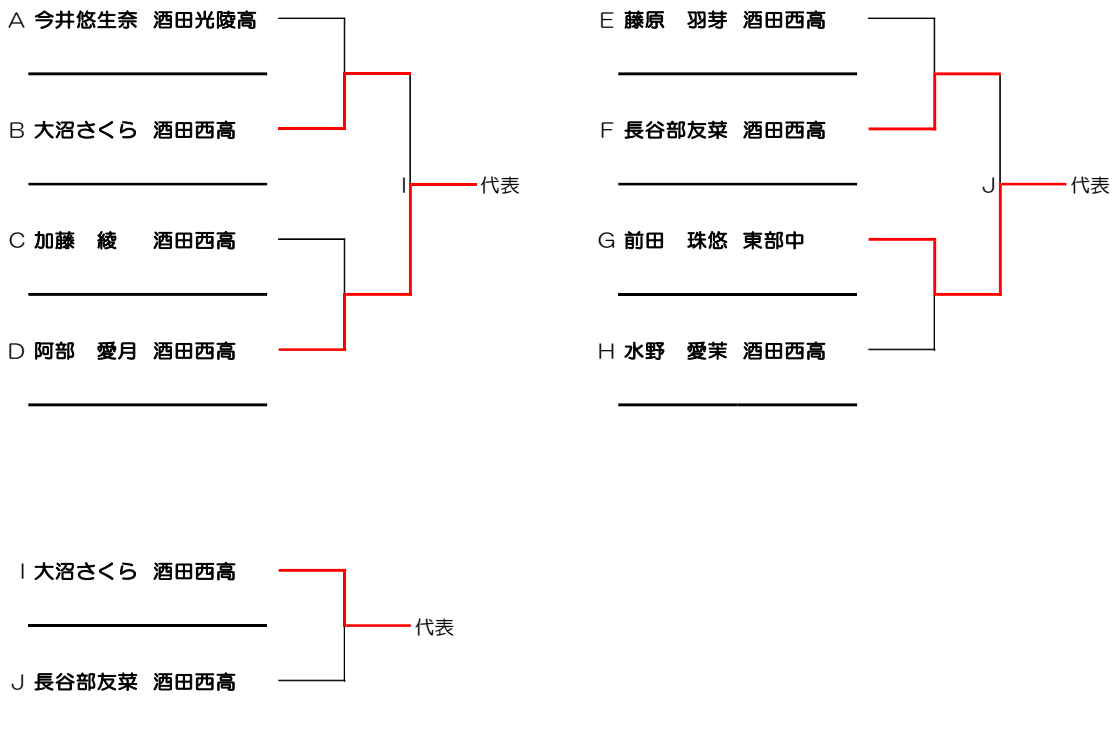 A 今井悠生奈 酒田光陵高
B 大沼さくら 酒田西高
I 代表
C 加藤　綾 酒田西高
D 阿部　愛月 酒田西高
E 藤原　羽芽 酒田西高
F 長谷部友菜 酒田西高
J 代表
G 前田　珠悠 東部中
H 水野　愛茉 酒田西高
I 大沼さくら 酒田西高
代表
J 長谷部友菜 酒田西高